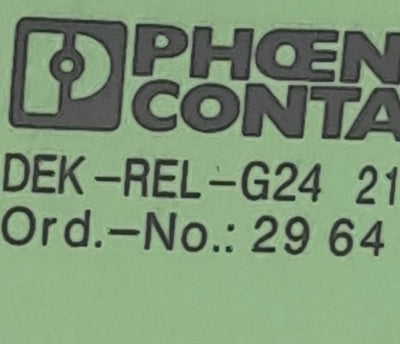 PHŒN
CONTA
DEK-REL-G24 21
Ord.-No.: 29 64